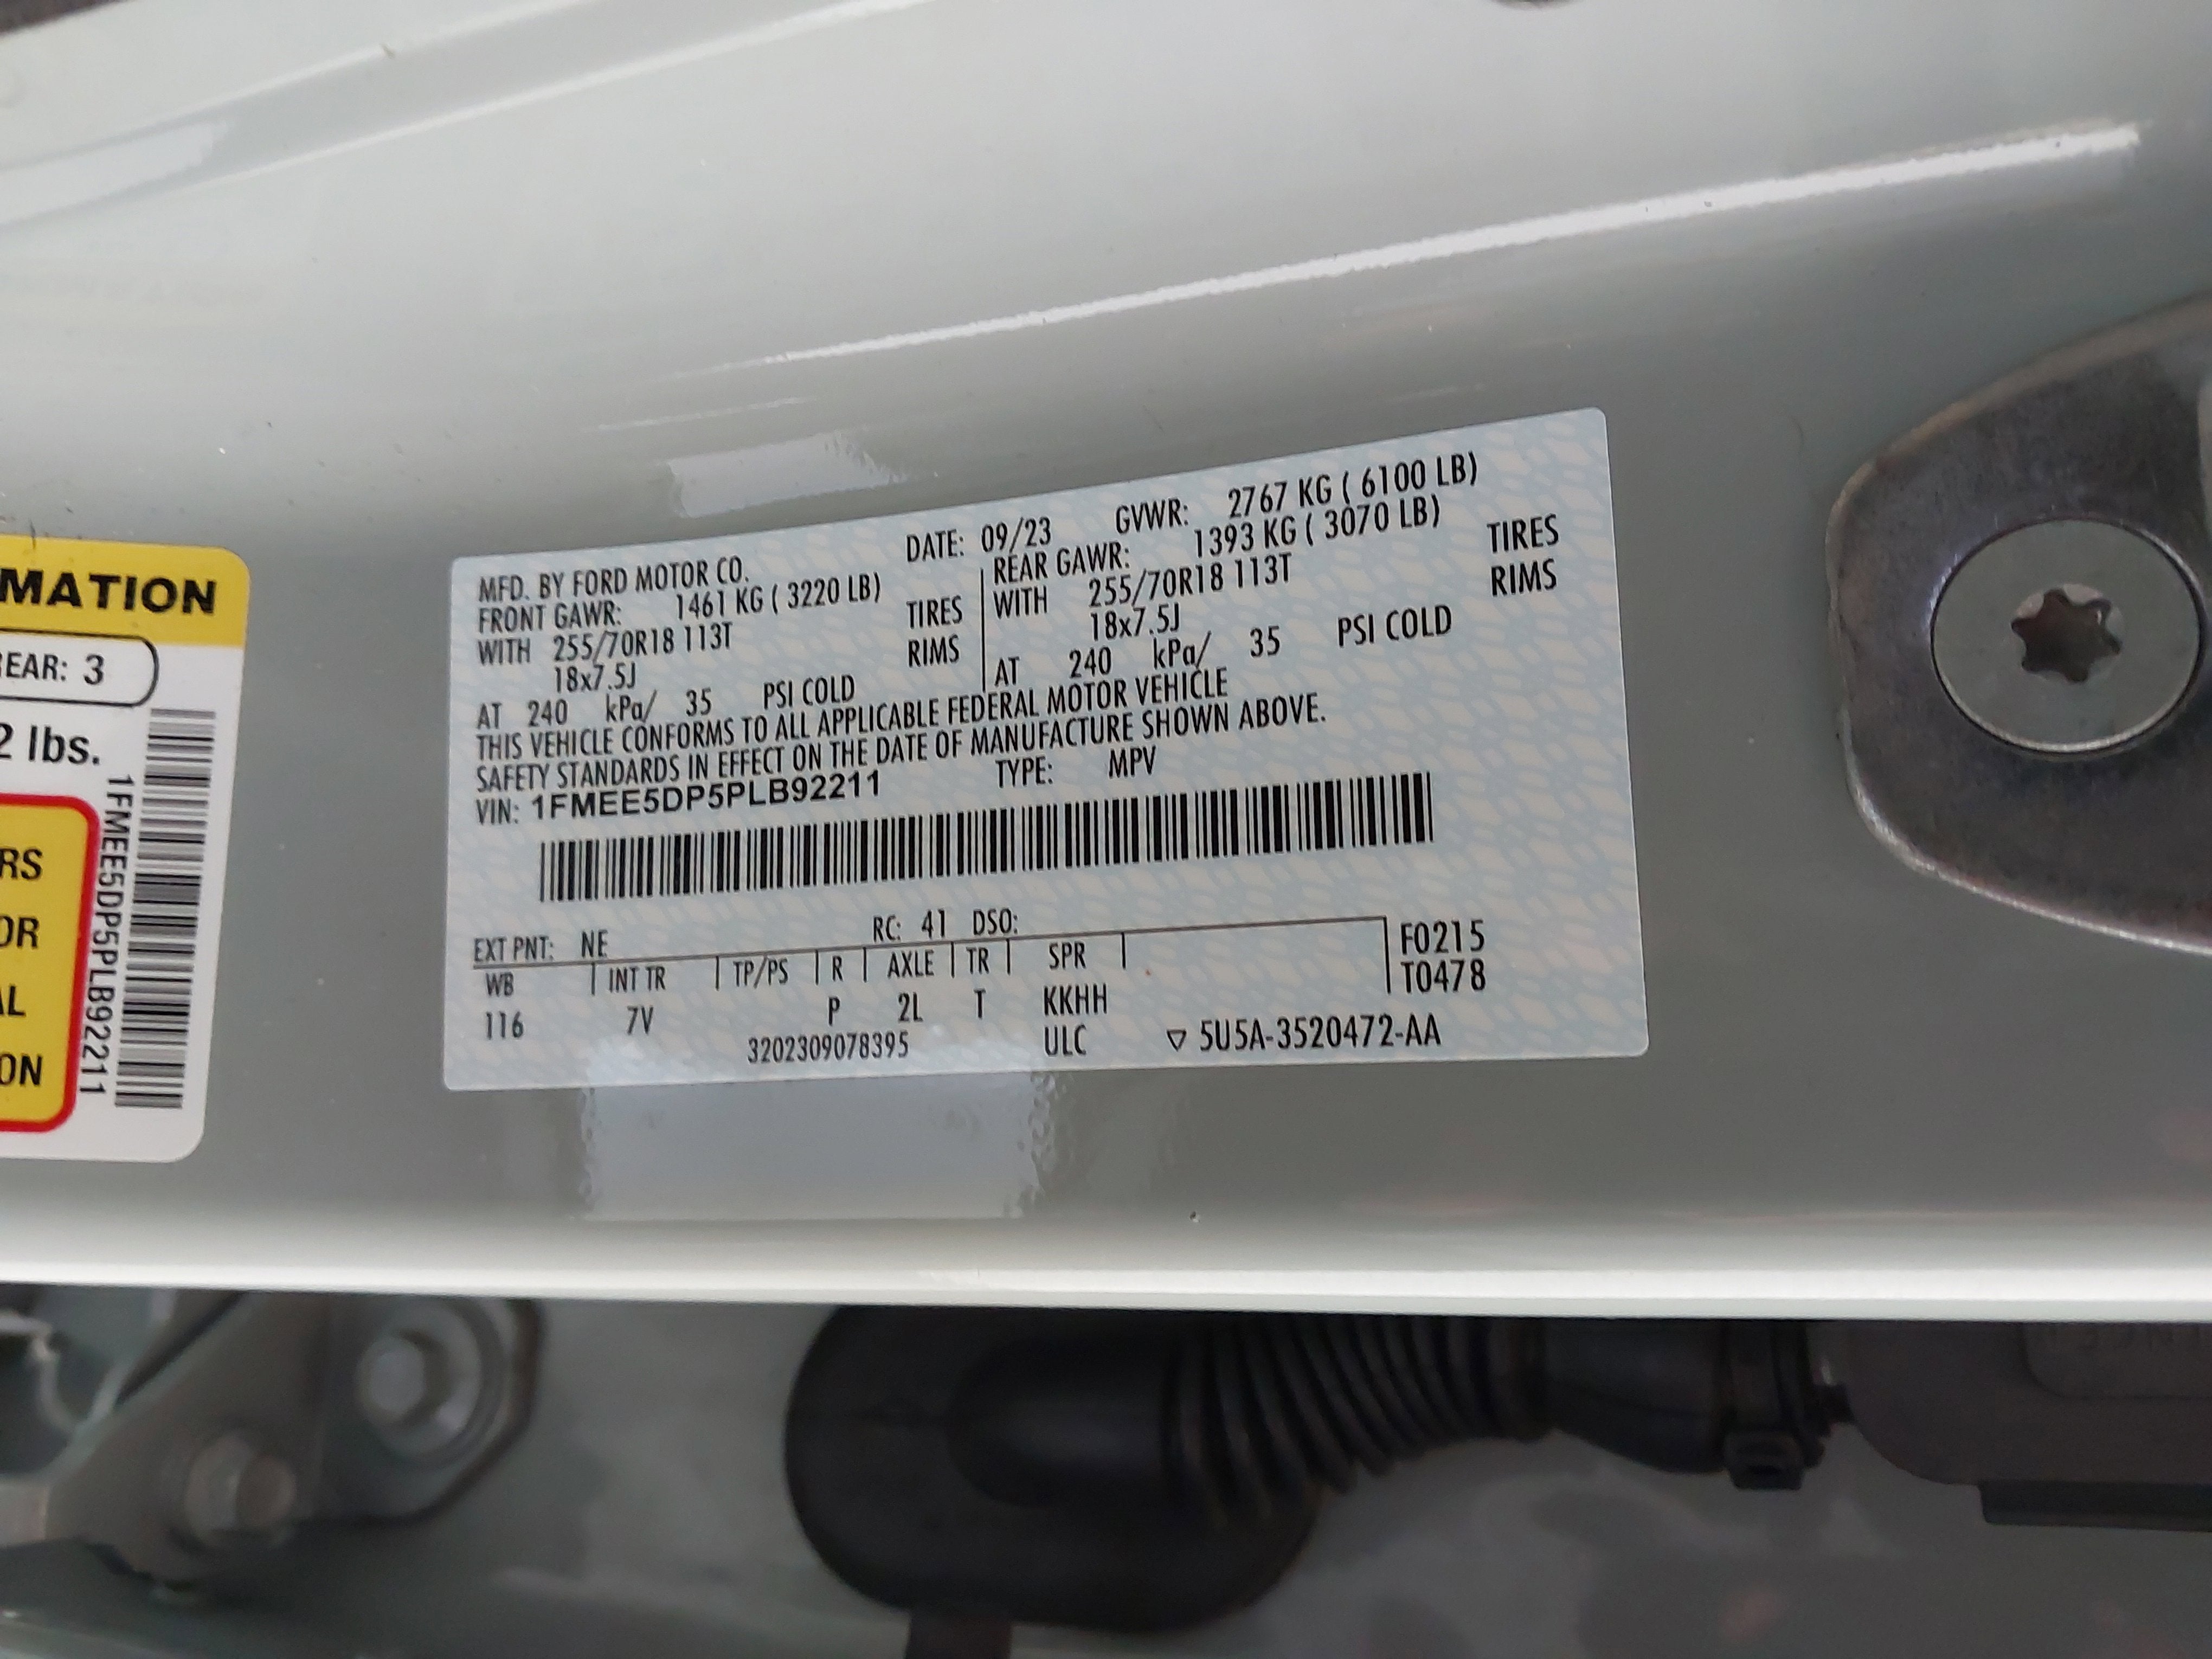 MATION
EAR: 3
2 lbs.
RS
OR
AL
ON
1FMEE5DP5PLB92211
MFD. BY FORD MOTOR CO. DATE: 09/23 GVWR: 2767 KG ( 6100 LB)
FRONT GAWR: 1461 KG ( 3220 LB) REAR GAWR: 1393 KG ( 3070 LB)
WITH 255/70R18 113T TIRES WITH 255/70R18 113T TIRES
18x7.5J RIMS 18x7.5J RIMS
AT 240 kPa/ 35 PSI COLD AT 240 kPa/ 35 PSI COLD
THIS VEHICLE CONFORMS TO ALL APPLICABLE FEDERAL MOTOR VEHICLE
SAFETY STANDARDS IN EFFECT ON THE DATE OF MANUFACTURE SHOWN ABOVE.
VIN: 1FMEE5DP5PLB92211 TYPE: MPV
EXT PNT: NE RC: 41 DSO:
WB INT TR TP/PS R AXLE TR SPR F0215
116 7V P 2L T KKHH T0478
3202309078395 ULC ▽ 5U5A-3520472-AA